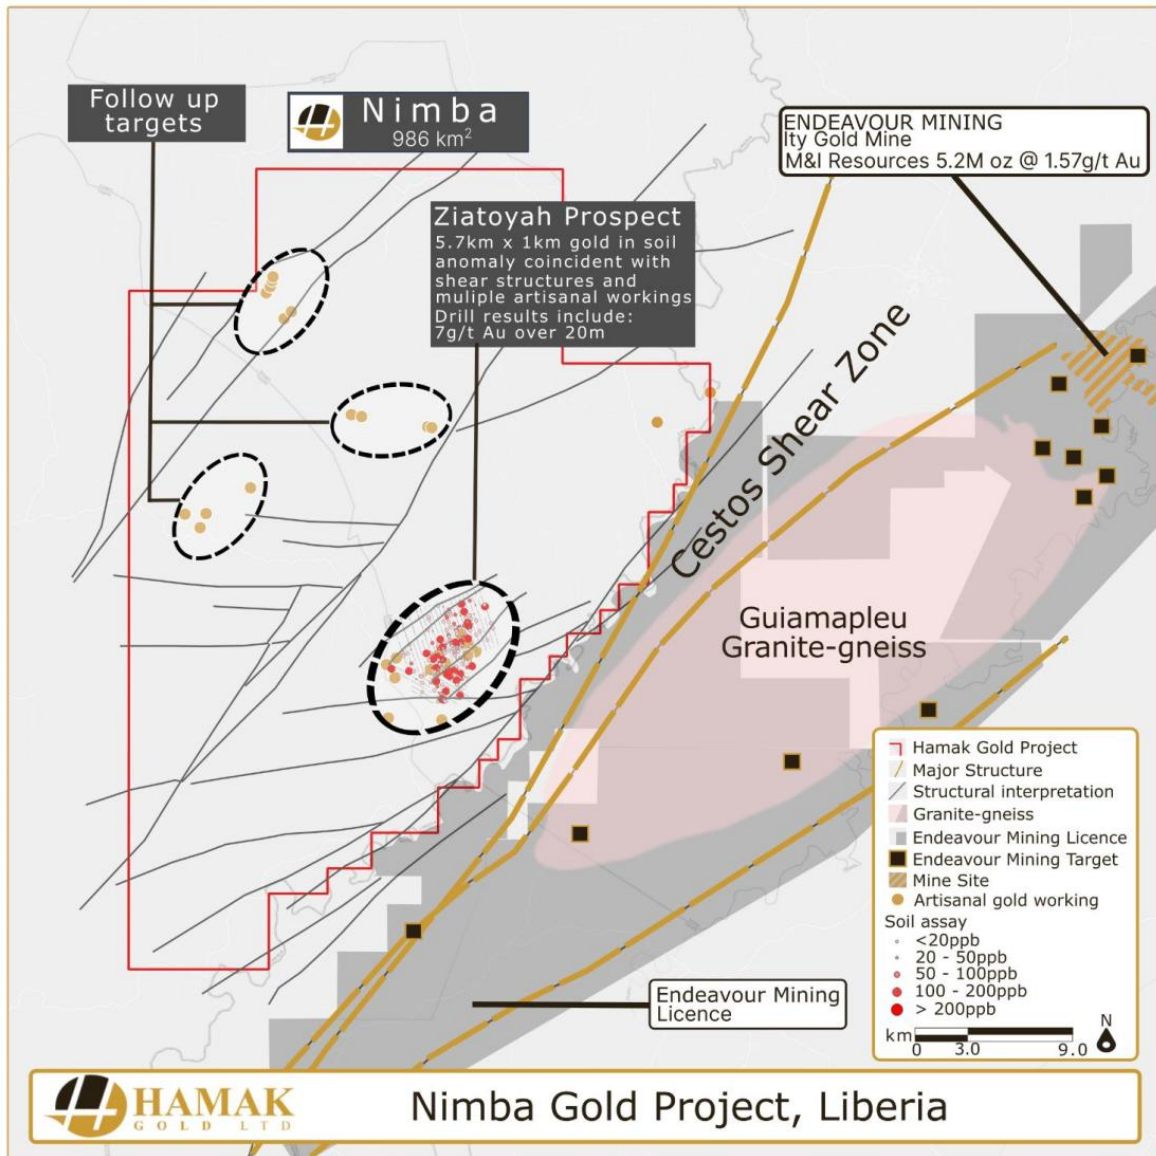 Follow up
targets
Nimba
986 km²
ENDEAVOUR MINING
Ity Gold Mine
M&I Resources 5.2M oz @ 1.57g/t Au
Ziatoyah Prospect
5.7km x 1km gold in soil
anomaly coincident with
shear structures and
muliple artisanal workings
Drill results include:
7g/t Au over 20m
Cestos Shear Zone
Guiamapleu
Granite-gneiss
Hamak Gold Project
Major Structure
Structural interpretation
Granite-gneiss
Endeavour Mining Licence
Endeavour Mining Target
Mine Site
Artisanal gold working
Soil assay
<20ppb
20 - 50ppb
50 - 100ppb
100 - 200ppb
> 200ppb
km
0 3.0 9.0
N
Endeavour Mining
Licence
HAMAK
GOLD LTD
Nimba Gold Project, Liberia